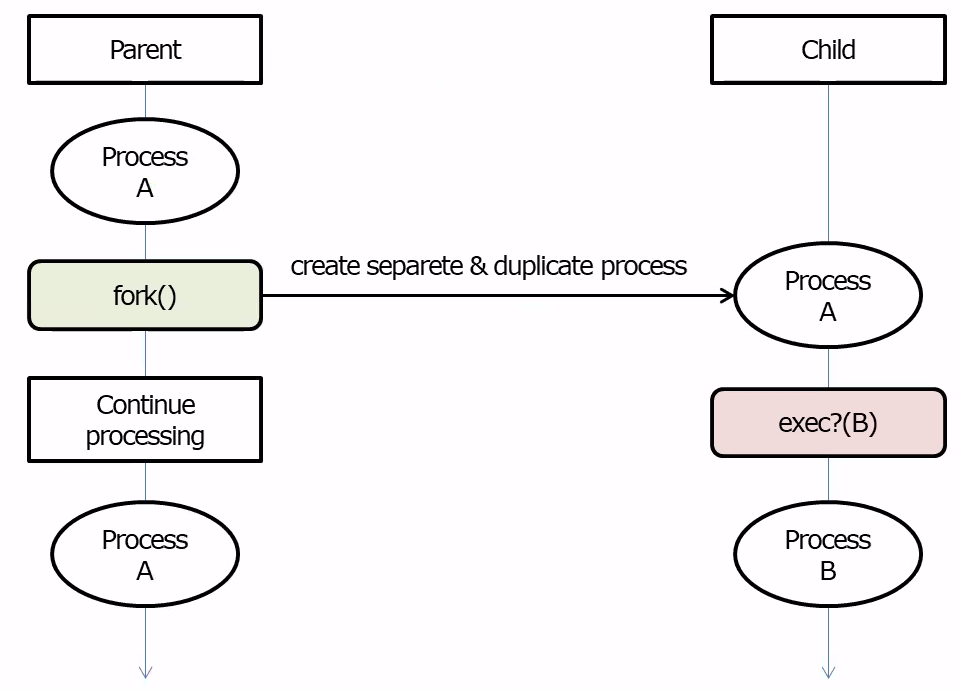 Parent
Child
Process
A
create separete & duplicate process
fork()
Process
A
Continue
processing
exec?(B)
Process
A
Process
B